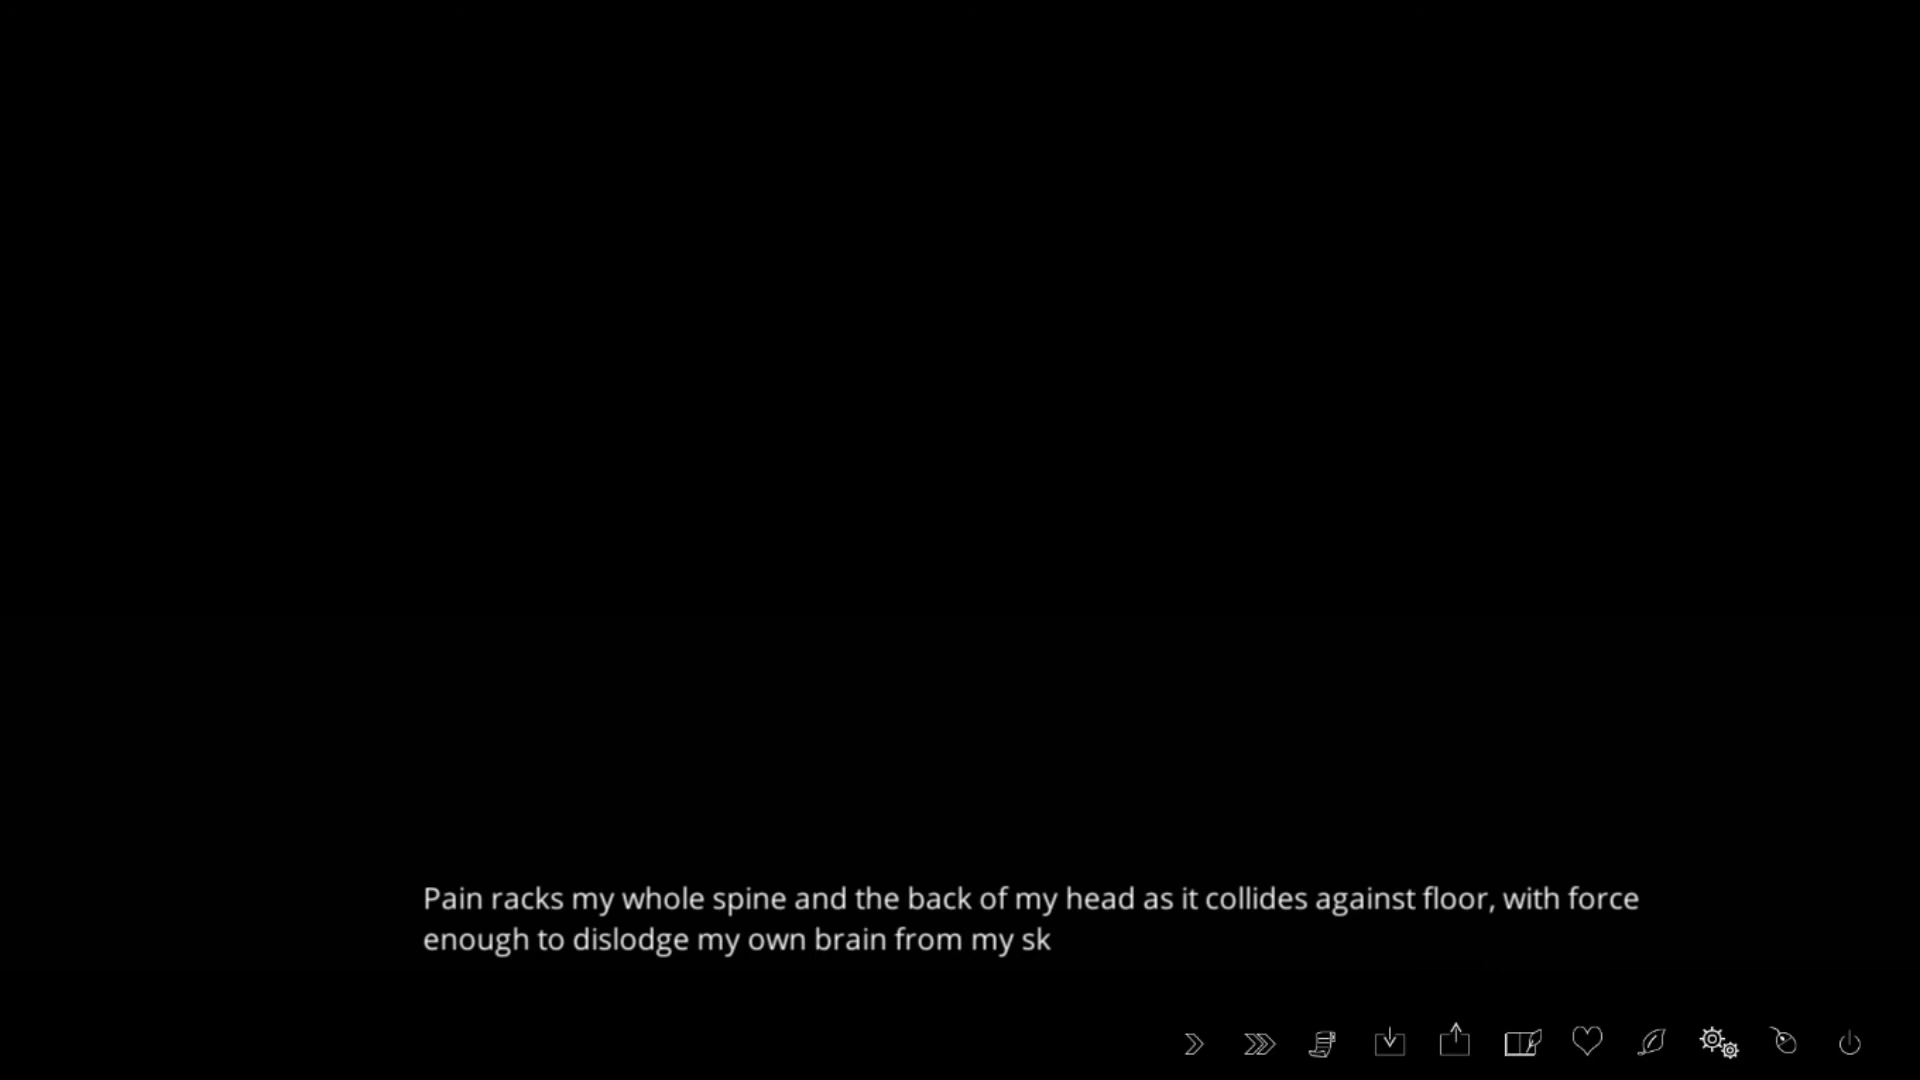 Pain racks my whole spine and the back of my head as it collides against floor, with force
enough to dislodge my own brain from my sk